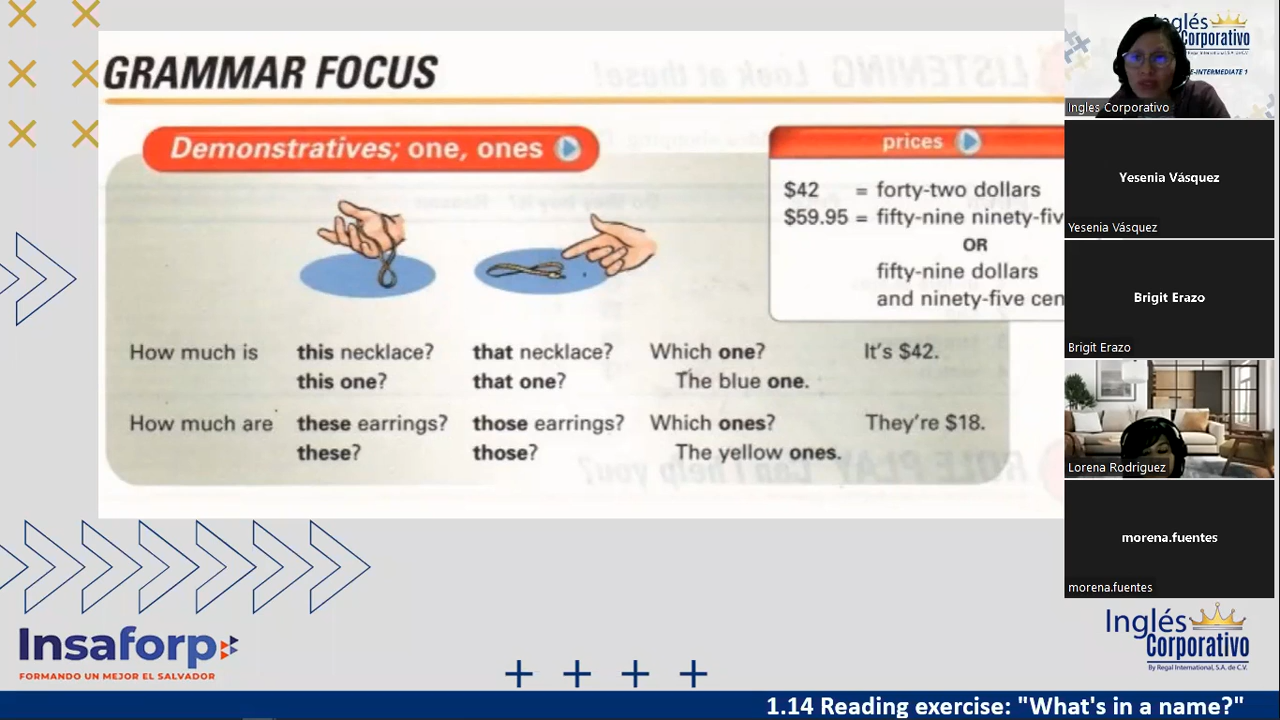 GRAMMAR FOCUS
Demonstratives; one, ones
prices
$42 = forty-two dollars
$59.95 = fifty-nine ninety-fiv
OR
fifty-nine dollars
and ninety-five cen
How much is this necklace? that necklace? Which one? It's $42.
this one? that one? The blue one.
How much are these earrings? those earrings? Which ones? They're $18.
these? those? The yellow ones.
Inglés
Corporativo
E-INTERMEDIATE 1
Ingles Corporativo
Yesenia Vásquez
Yesenia Vásquez
Brigit Erazo
Brigit Erazo
Lorena Rodriguez
morena.fuentes
morena.fuentes
Insaforp
FORMANDO UN MEJOR EL SALVADOR
Inglés
Corporativo
By Regal International, S.A. de C.V.
1.14 Reading exercise: "What's in a name?"